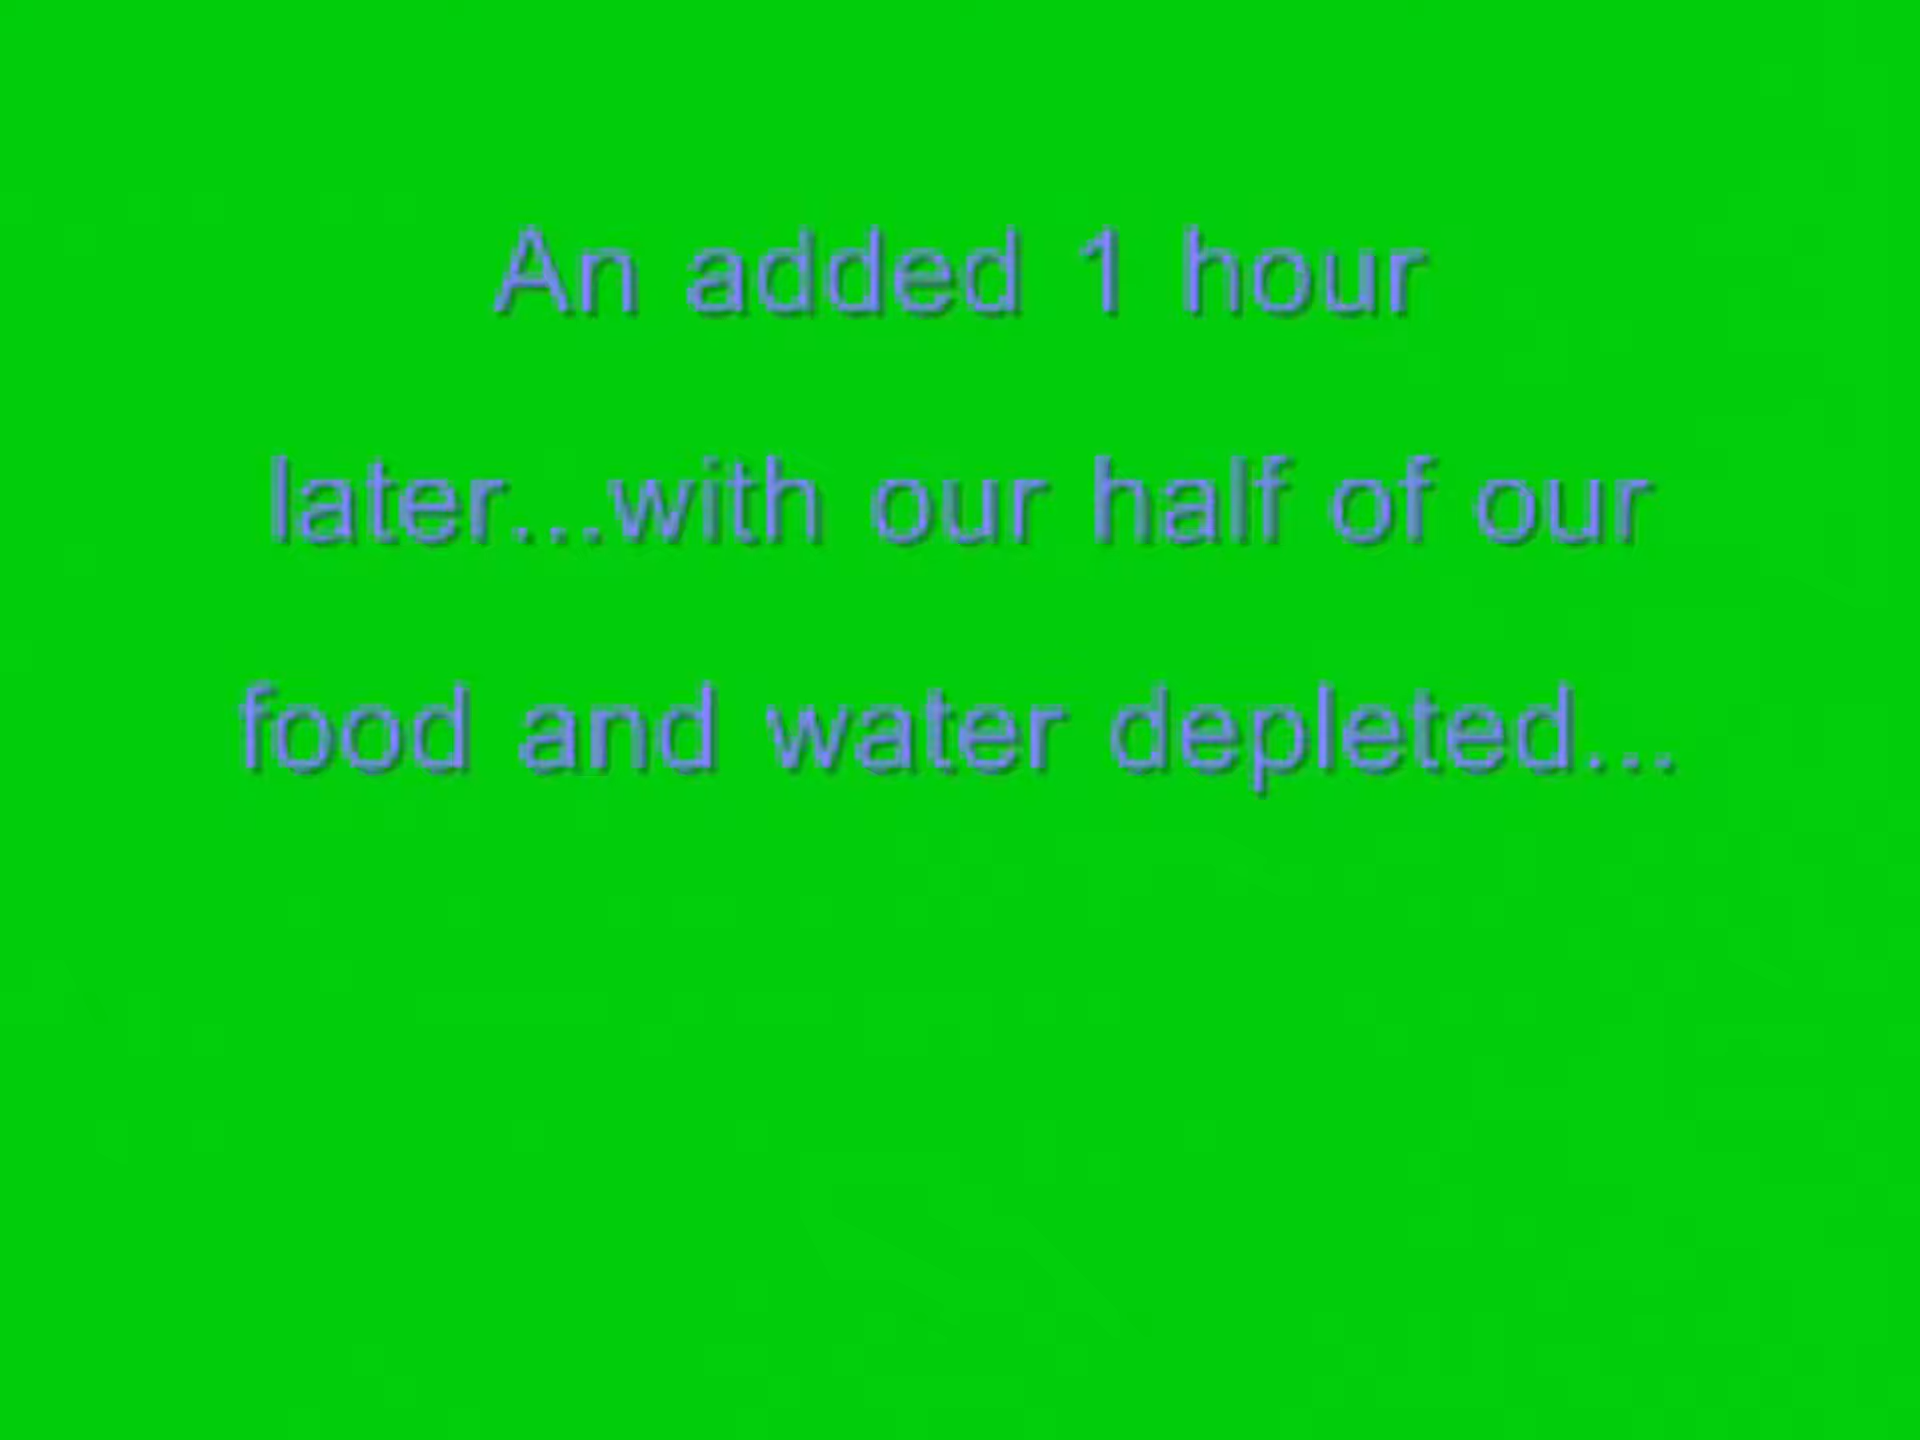 An added 1 hour
later...with our half of our
food and water depleted...